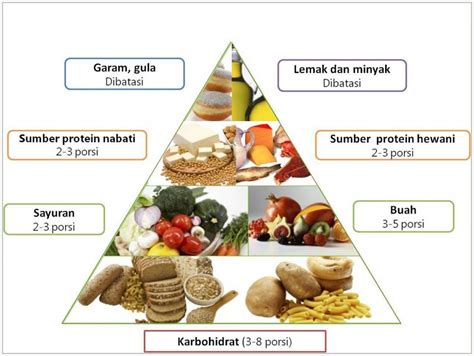 Garam, gula
Dibatasi
Lemak dan minyak
Dibatasi
Sumber protein nabati
2-3 porsi
Sumber  protein hewani
2-3 porsi
Sayuran
2-3 porsi
Buah
3-5 porsi
Karbohidrat (3-8 porsi)